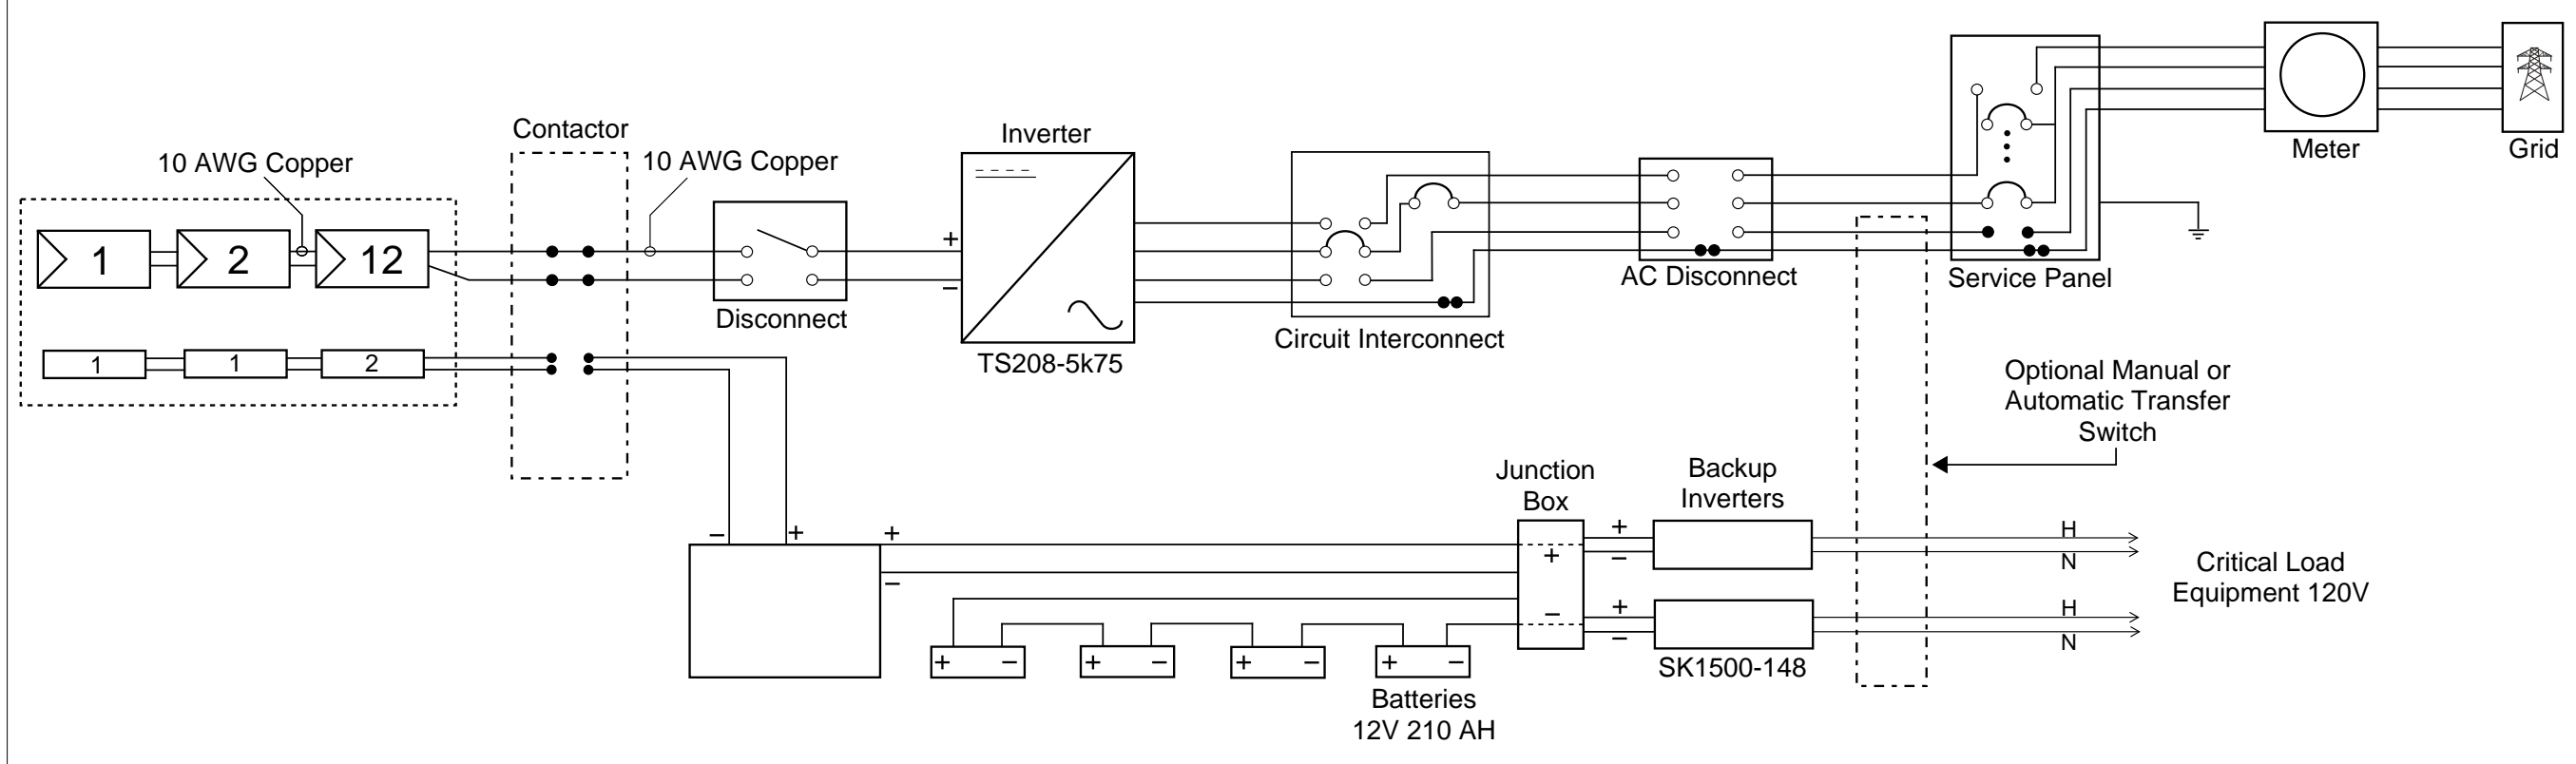 Contactor
10 AWG Copper
10 AWG Copper
1
2
12
1
1
2
Disconnect
Inverter
+
−
TS208-5k75
Circuit Interconnect
AC Disconnect
Service Panel
Meter
Grid
Optional Manual or
Automatic Transfer
Switch
−
+
+
−
Junction
Box
+
−
Backup
Inverters
+
−
+
−
SK1500-148
H
N
H
N
Critical Load
Equipment 120V
+ −
+ −
+ −
+ −
Batteries
12V 210 AH